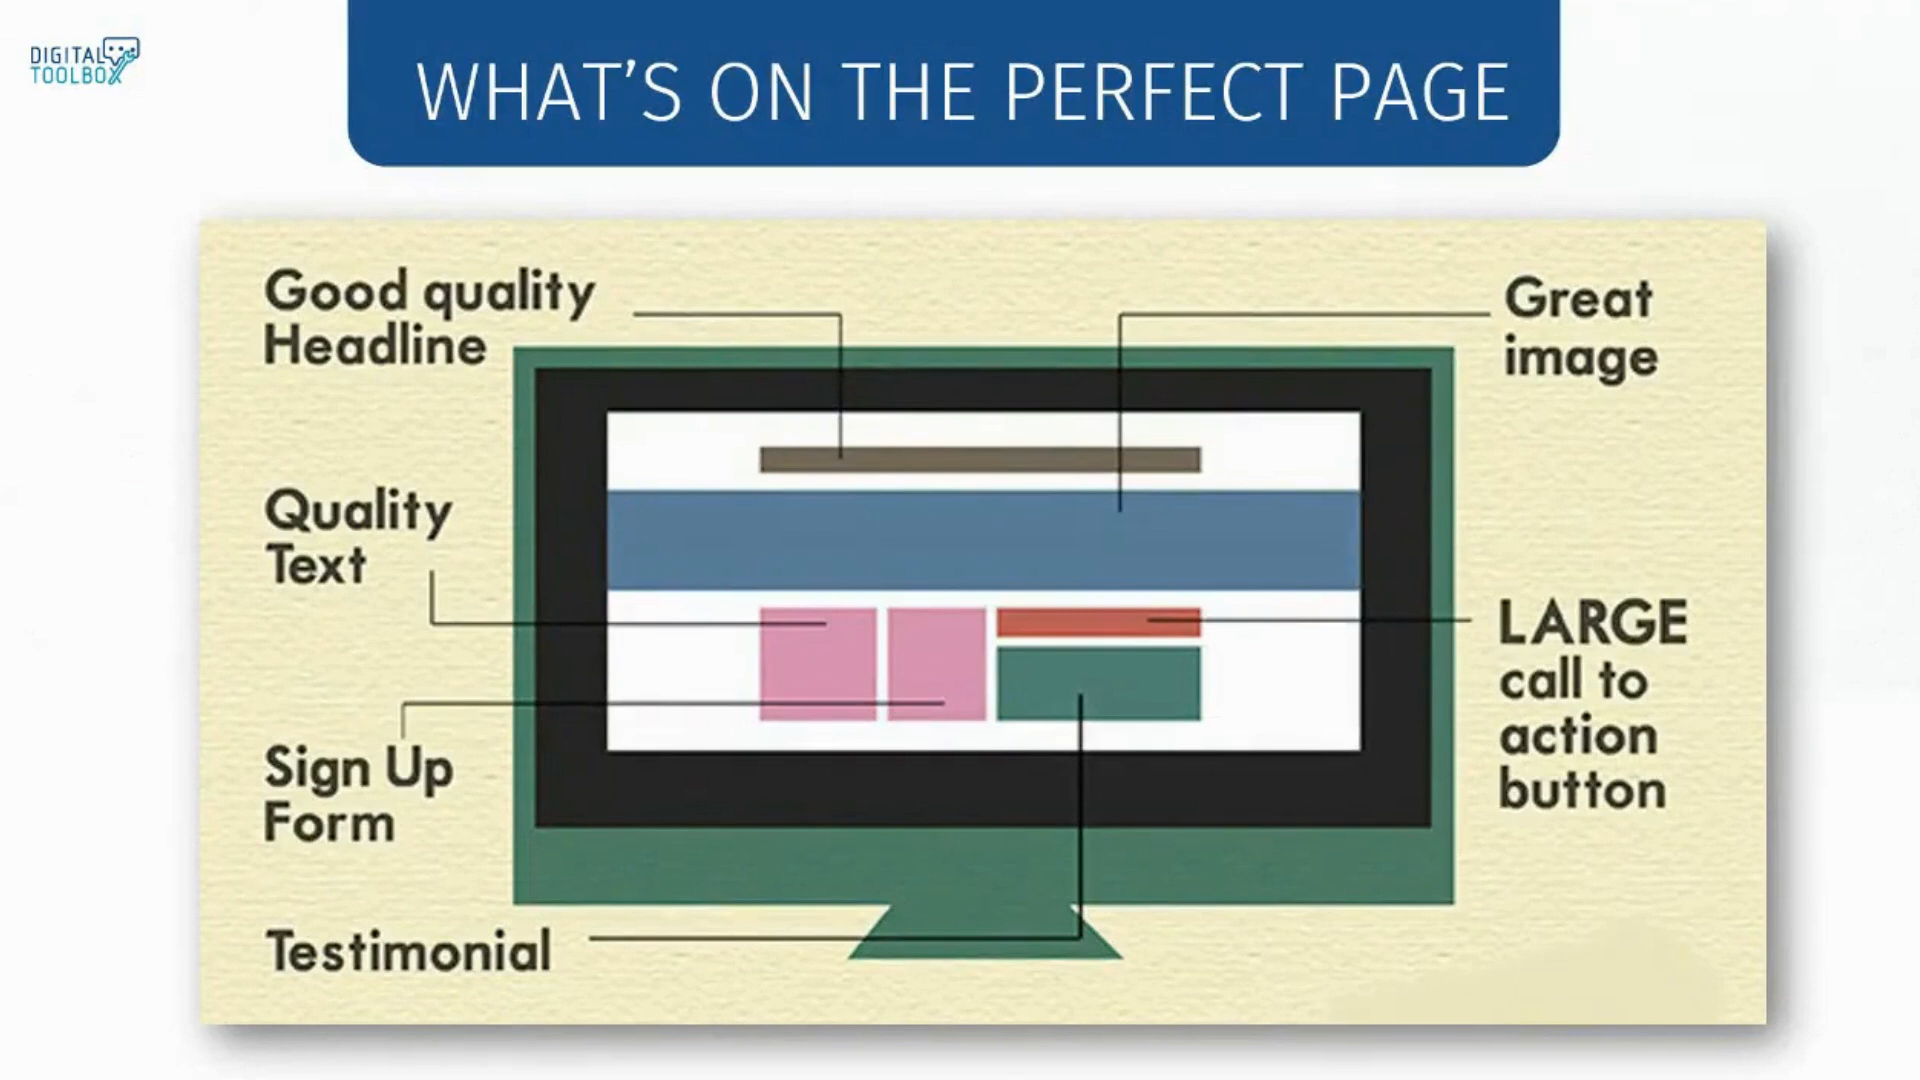 DIGITAL
TOOLBOX
WHAT'S ON THE PERFECT PAGE
Good quality
Headline
Great
image
Quality
Text
LARGE
call to
action
button
Sign Up
Form
Testimonial